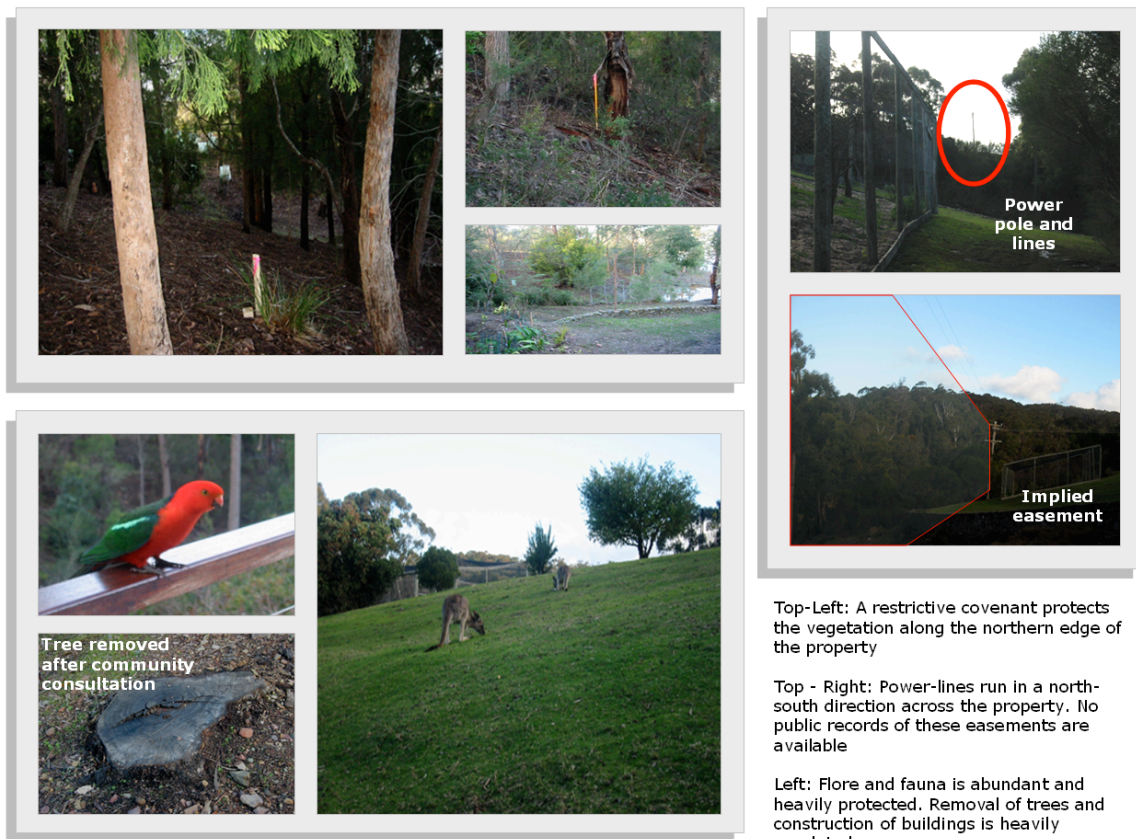 Power
pole and
lines
Implied
easement
Tree removed
after community
consultation
Top-Left: A restrictive covenant protects
the vegetation along the northern edge of
the property
Top - Right: Power-lines run in a north-
south direction across the property. No
public records of these easements are
available
Left: Flore and fauna is abundant and
heavily protected. Removal of trees and
construction of buildings is heavily